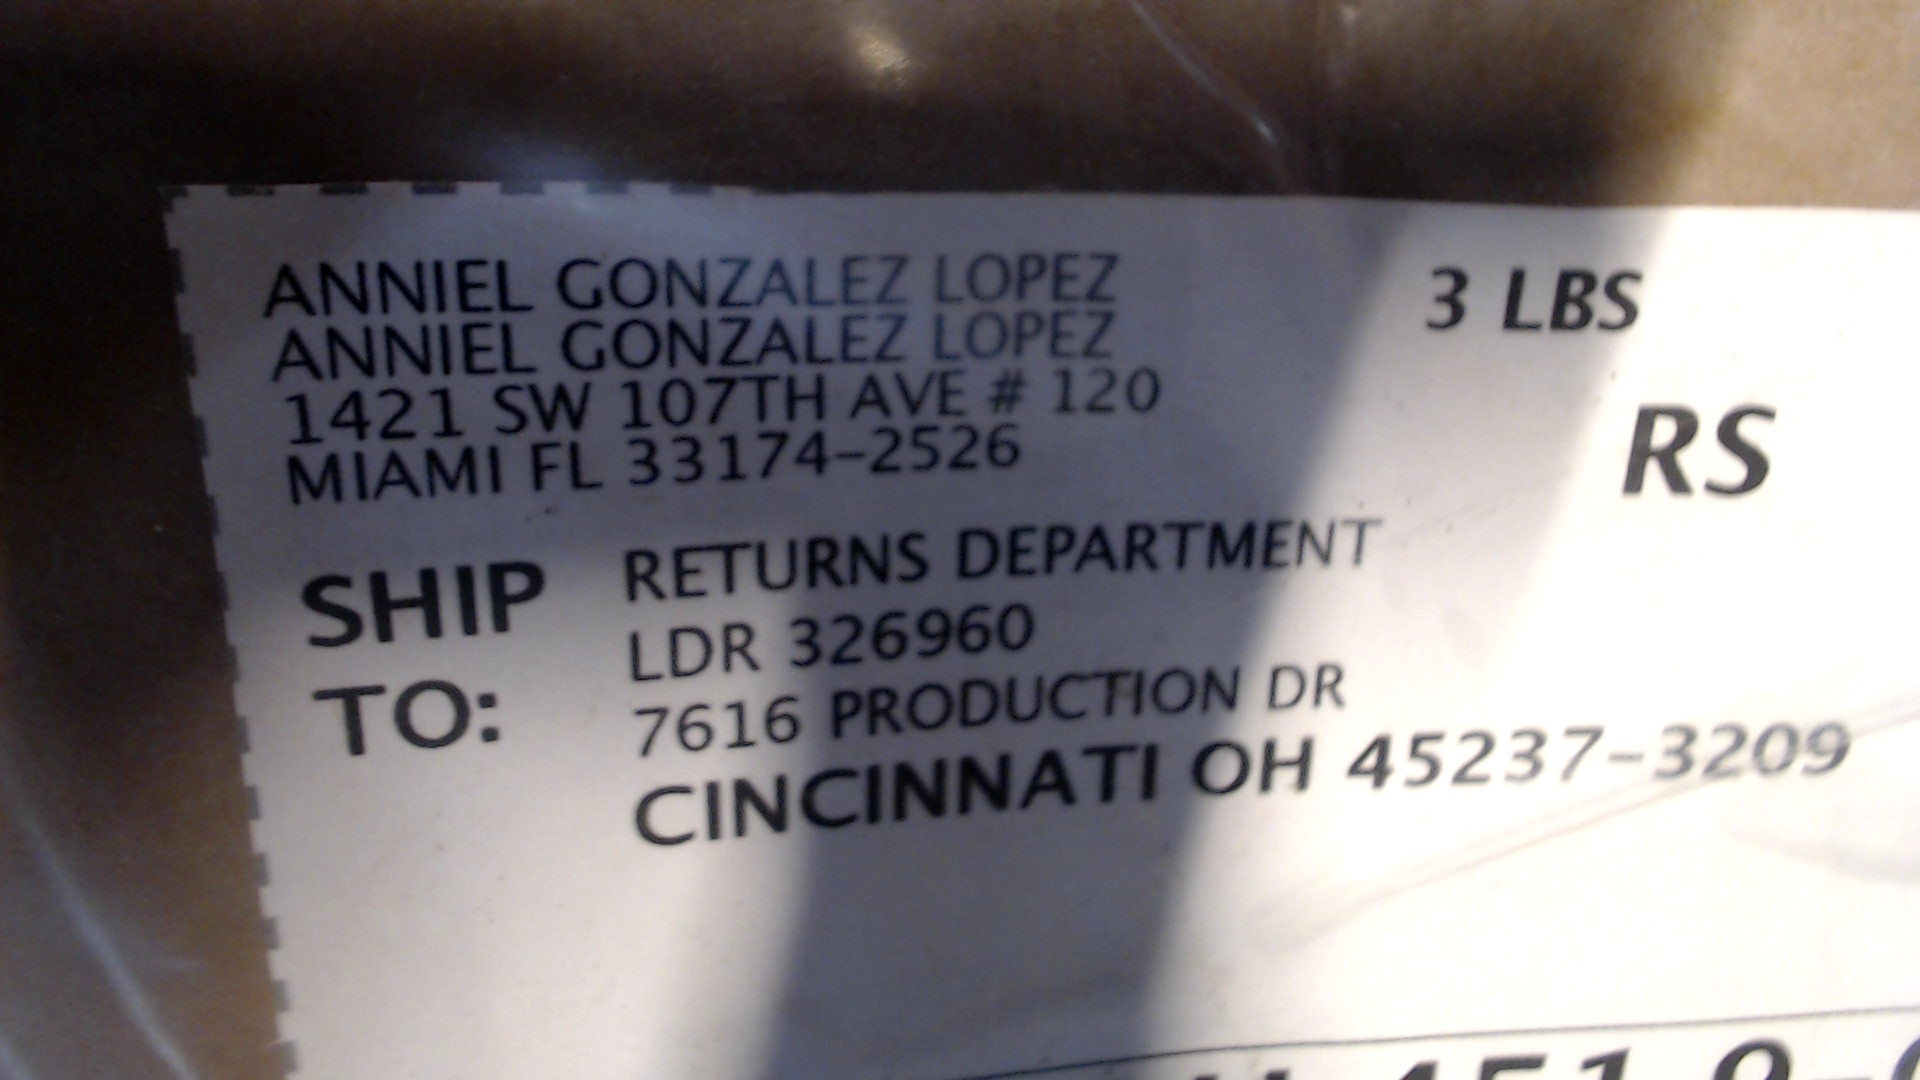 ANNIEL GONZALEZ LOPEZ
ANNIEL GONZALEZ LOPEZ
1421 SW 107TH AVE # 120
MIAMI FL 33174-2526
3 LBS
RS
SHIP TO:
RETURNS DEPARTMENT
LDR 326960
7616 PRODUCTION DR
CINCINNATI OH 45237-3209